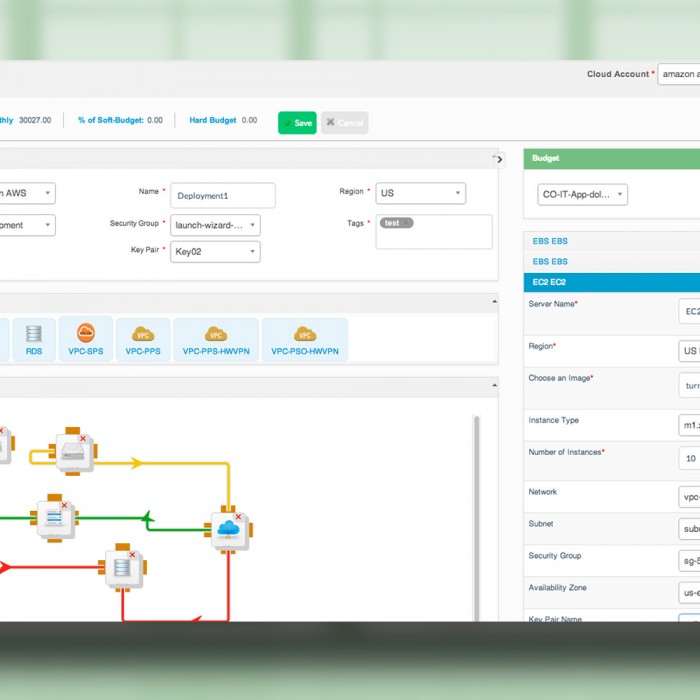 Cloud Account * amazon a
thly 30027.00 % of Soft-Budget: 0.00 Hard Budget 0.00 Save Cancel
Budget
n AWS Name * Deployment1 Region * US
CO-IT-App-dol...
pment Security Group * launch-wizard-... Tags * test
Key Pair * Key02
EBS EBS
EBS EBS
EC2 EC2
Server Name* EC2
RDS VPC-SPS VPC VPC-PPS VPC VPC-PPS-HWVPN VPC VPC-PSO-HWVPN
Region* US
Choose an Image* turn
Instance Type m1.
Number of Instances* 10
Network vpc-
Subnet sub
Security Group sg-5
Availability Zone us-e
Key Pair Name